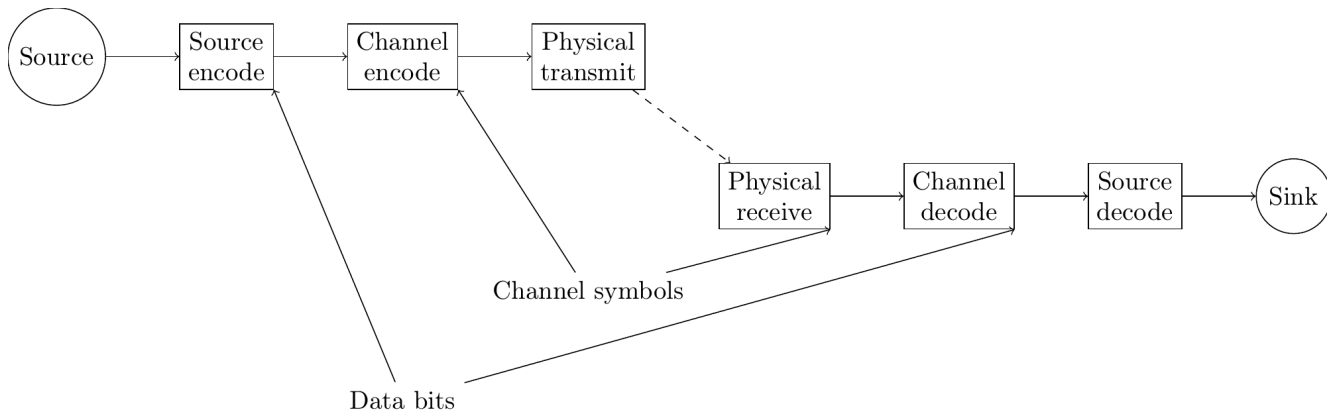 Source
Source
encode
Channel
encode
Physical
transmit
Physical
receive
Channel
decode
Source
decode
Sink
Channel symbols
Data bits